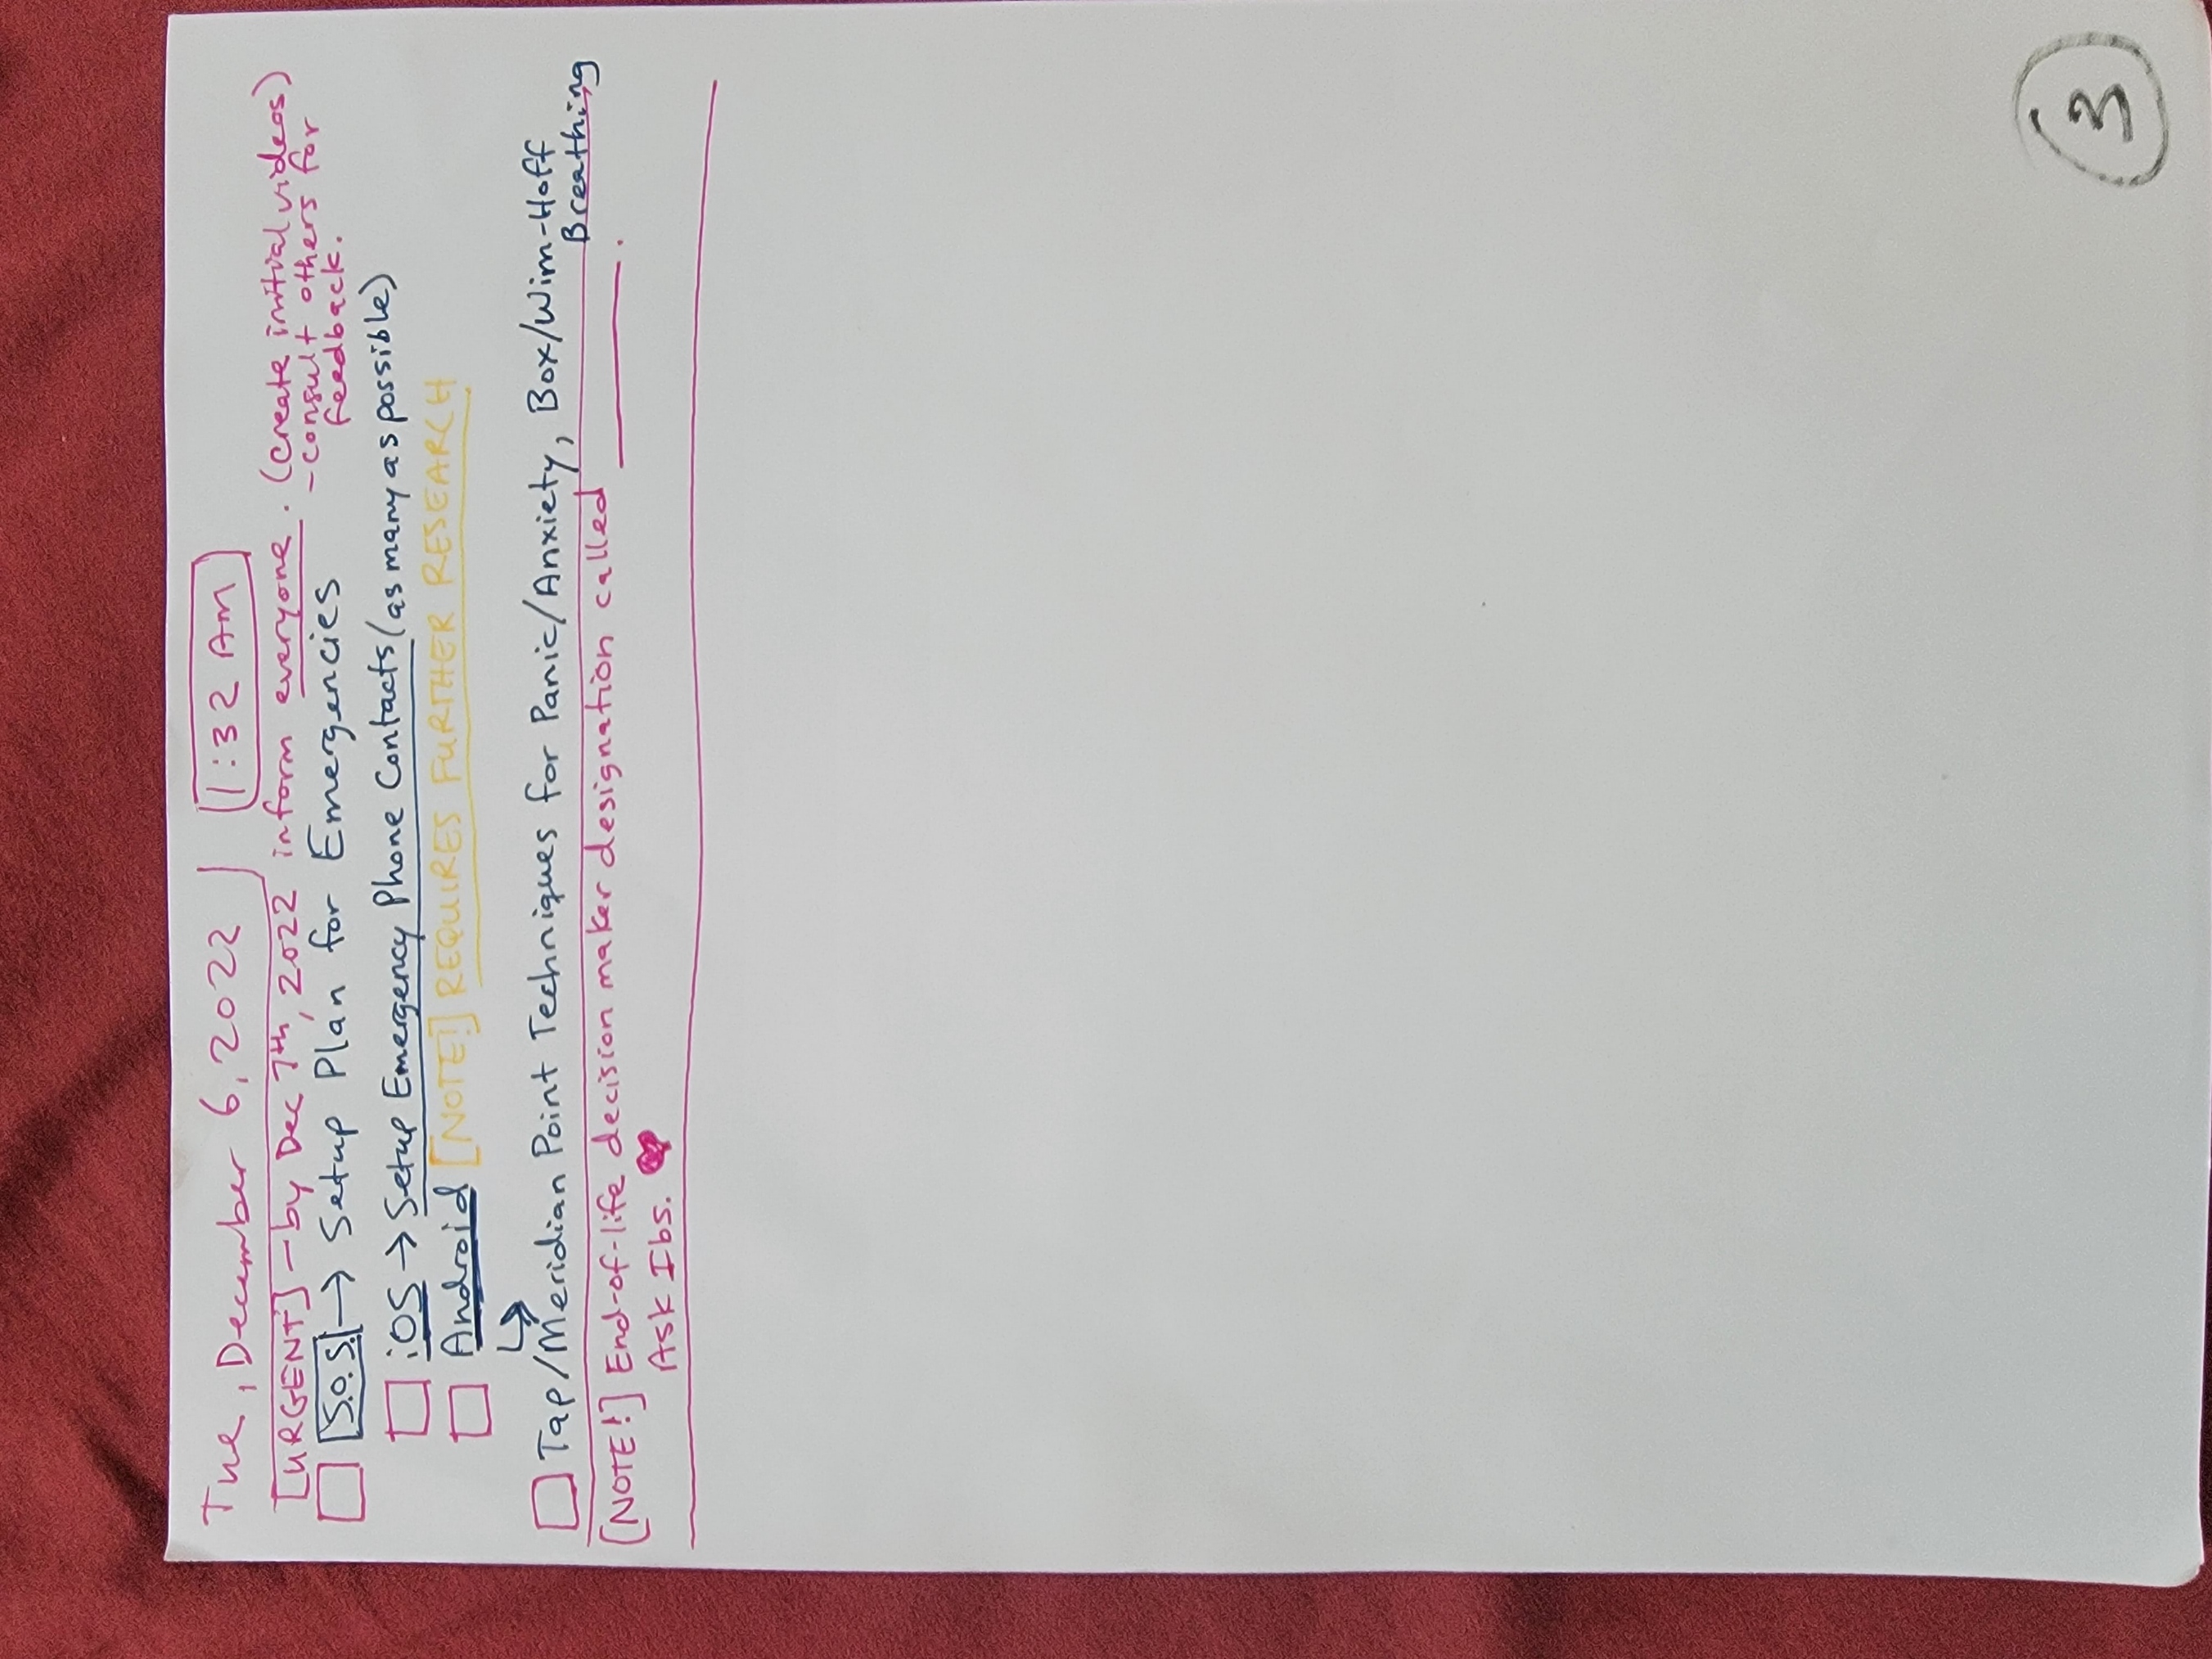 Tue, December 6, 2022 1:32 AM
[URGENT] - by Dec 7th, 2022 inform everyone. (create initial videos)
- consult others for
feedback.
S.O.S. → Setup Plan for Emergencies
iOS → Setup Emergency Phone Contacts (as many as possible)
Android [NOTE!] REQUIRES FURTHER RESEARCH
↳
Tap/Meridian Point Techniques for Panic/Anxiety, Box/Wim-Hoff
Breathing
[NOTE!] End-of-life decision maker designation called ________.
Ask Ibs. ♥
3